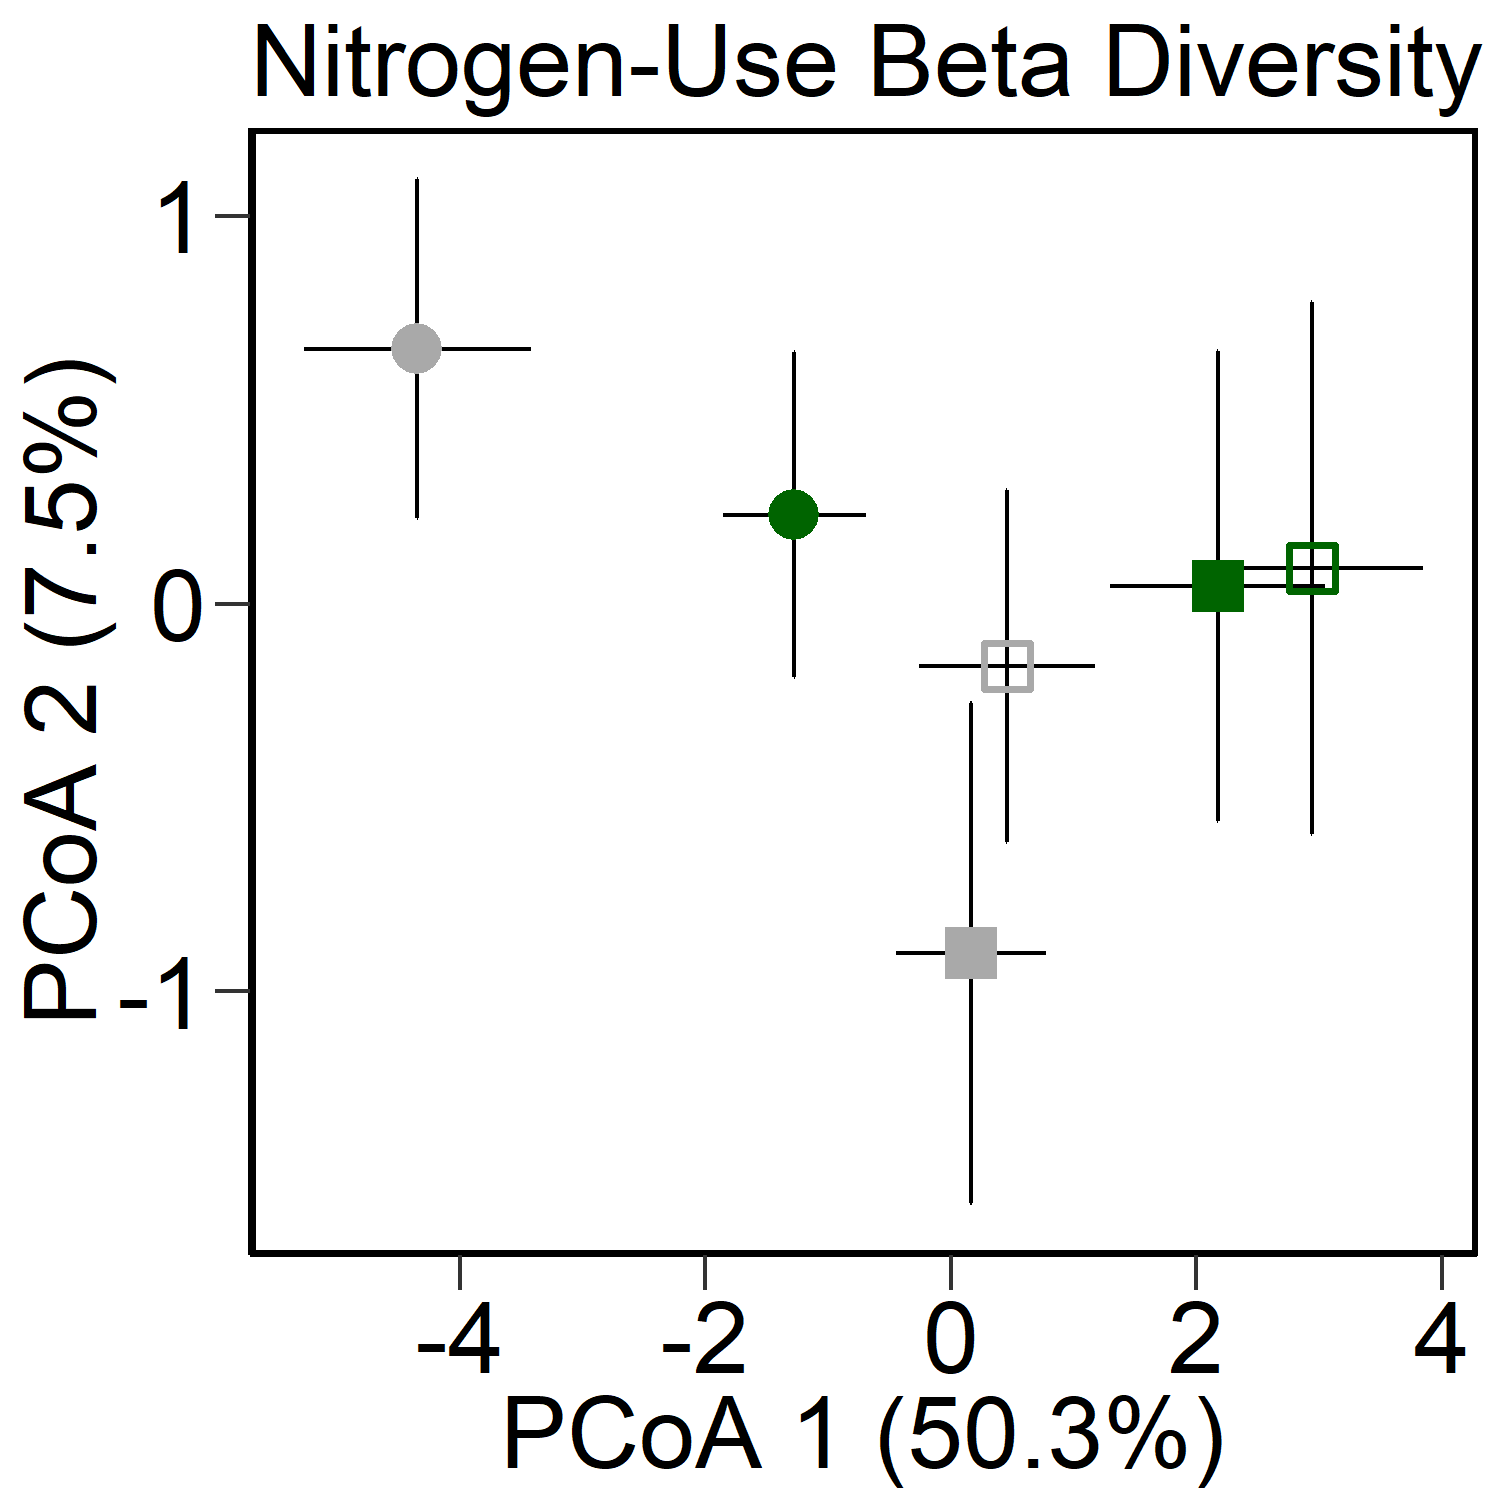 Nitrogen-Use Beta Diversity
PCoA 2 (7.5%)
1
0
-1
-4 -2 0 2 4
PCoA 1 (50.3%)